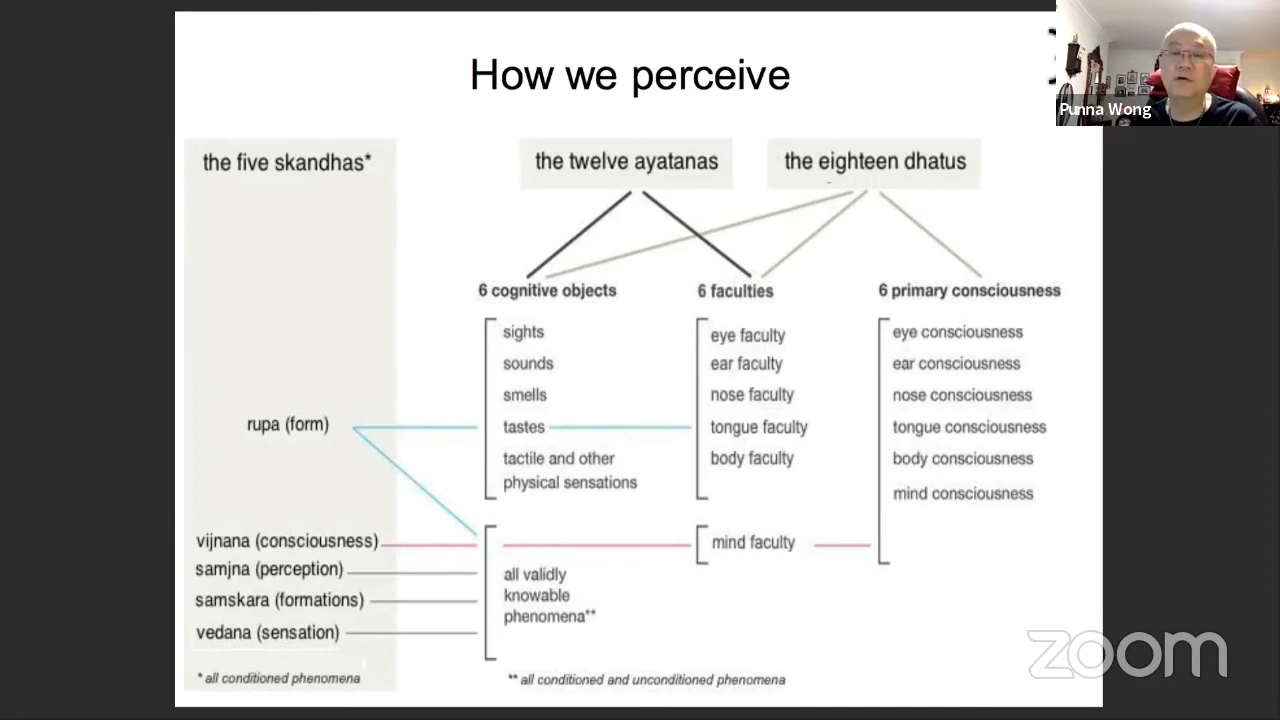 How we perceive
Punna Wong
the five skandhas*
the twelve ayatanas
the eighteen dhatus
6 cognitive objects
6 faculties
6 primary consciousness
sights
eye faculty
eye consciousness
sounds
ear faculty
ear consciousness
smells
nose faculty
nose consciousness
rupa (form)
tastes
tongue faculty
tongue consciousness
tactile and other
physical sensations
body faculty
body consciousness
mind consciousness
vijnana (consciousness)
mind faculty
samjna (perception)
samskara (formations)
vedana (sensation)
all validly
knowable
phenomena**
* all conditioned phenomena
** all conditioned and unconditioned phenomena
zoom